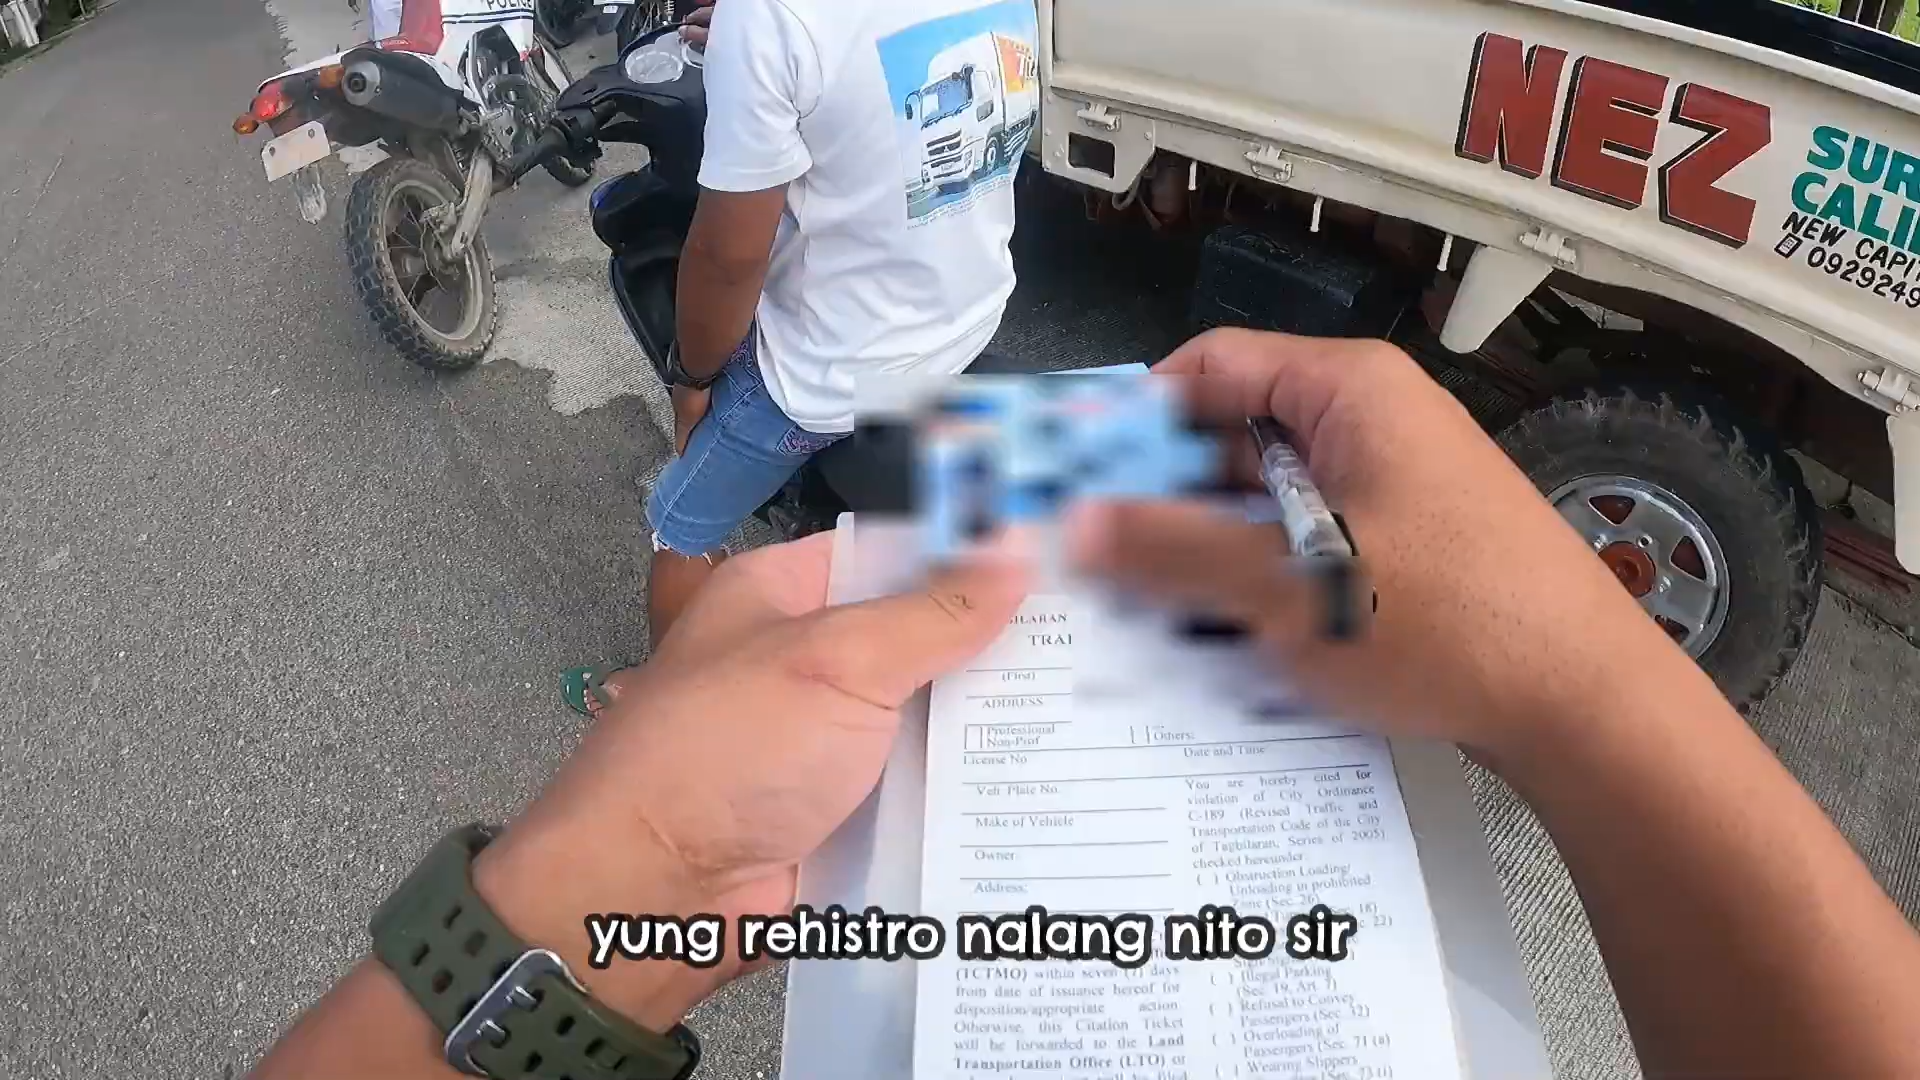 POLICE
NEZ
SUR
CALI
NEW CAPI
0929249
TRAI
(First)
ADDRESS
Professional
Non-Prof
Others:
License No
Date and Time
Veh Plate No.
Make of Vehicle
Owner:
Address:
You are hereby cited for
violation of City Ordinance
C-189 (Revised Traffic and
Transportation Code of the City
of Tagbilaran, Series of 2005)
checked hereunder:
( ) Obstruction Loading/
Unloading in prohibited
Zone (Sec. 26)
Sec. 18)
22)
yung rehistro nalang nito sir
(TCTMO) within seven (7) days
from date of issuance hereof for
disposition/appropriate action.
Otherwise, this Citation Ticket
will be forwarded to the Land
Transportation Office (LTO) or
( ) Illegal Parking
(Sec. 19, Art. 7)
( ) Refusal to Convey
Passengers (Sec. 32)
( ) Overloading of
Passengers (Sec. 71 (a)
( ) Wearing Slippers